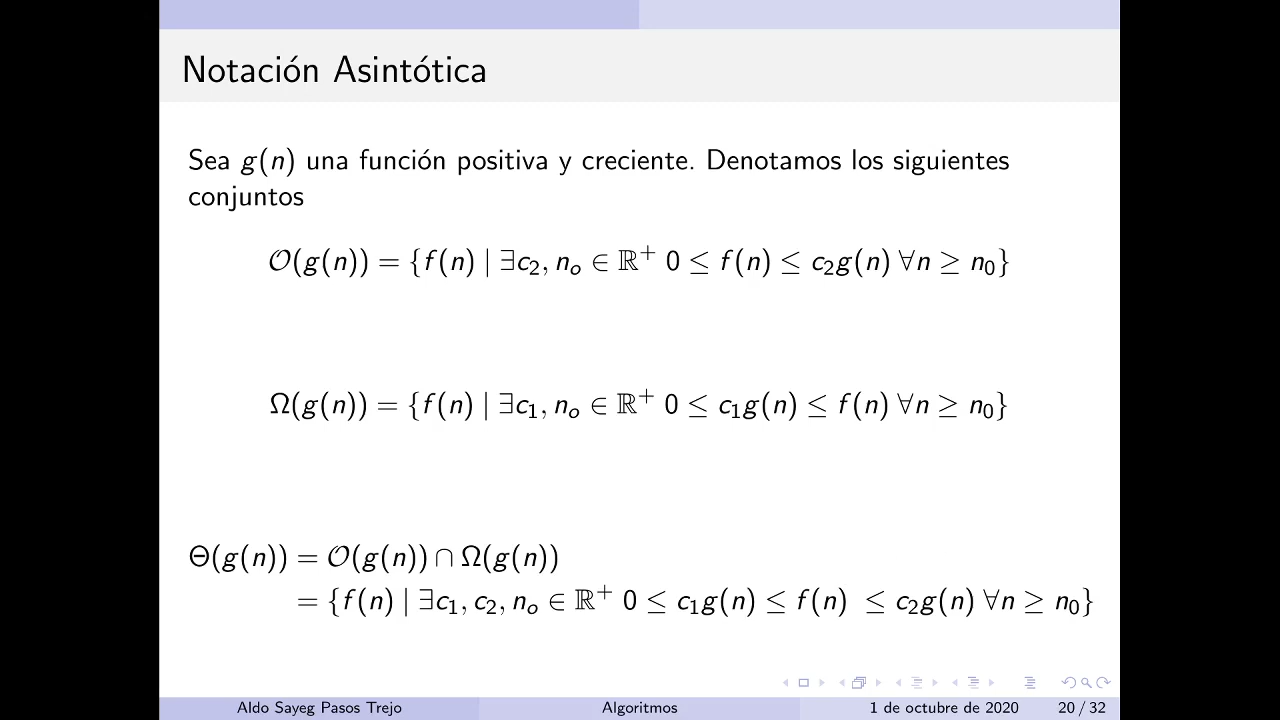 Notación Asintótica
Sea g(n) una función positiva y creciente. Denotamos los siguientes
conjuntos
𝒪(g(n)) = {f(n) | ∃c₂, nₒ ∈ ℝ⁺ 0 ≤ f(n) ≤ c₂g(n) ∀n ≥ n₀}
Ω(g(n)) = {f(n) | ∃c₁, nₒ ∈ ℝ⁺ 0 ≤ c₁g(n) ≤ f(n) ∀n ≥ n₀}
Θ(g(n)) = 𝒪(g(n)) ∩ Ω(g(n))
= {f(n) | ∃c₁, c₂, nₒ ∈ ℝ⁺ 0 ≤ c₁g(n) ≤ f(n) ≤ c₂g(n) ∀n ≥ n₀}
Aldo Sayeg Pasos Trejo Algoritmos 1 de octubre de 2020 20 / 32